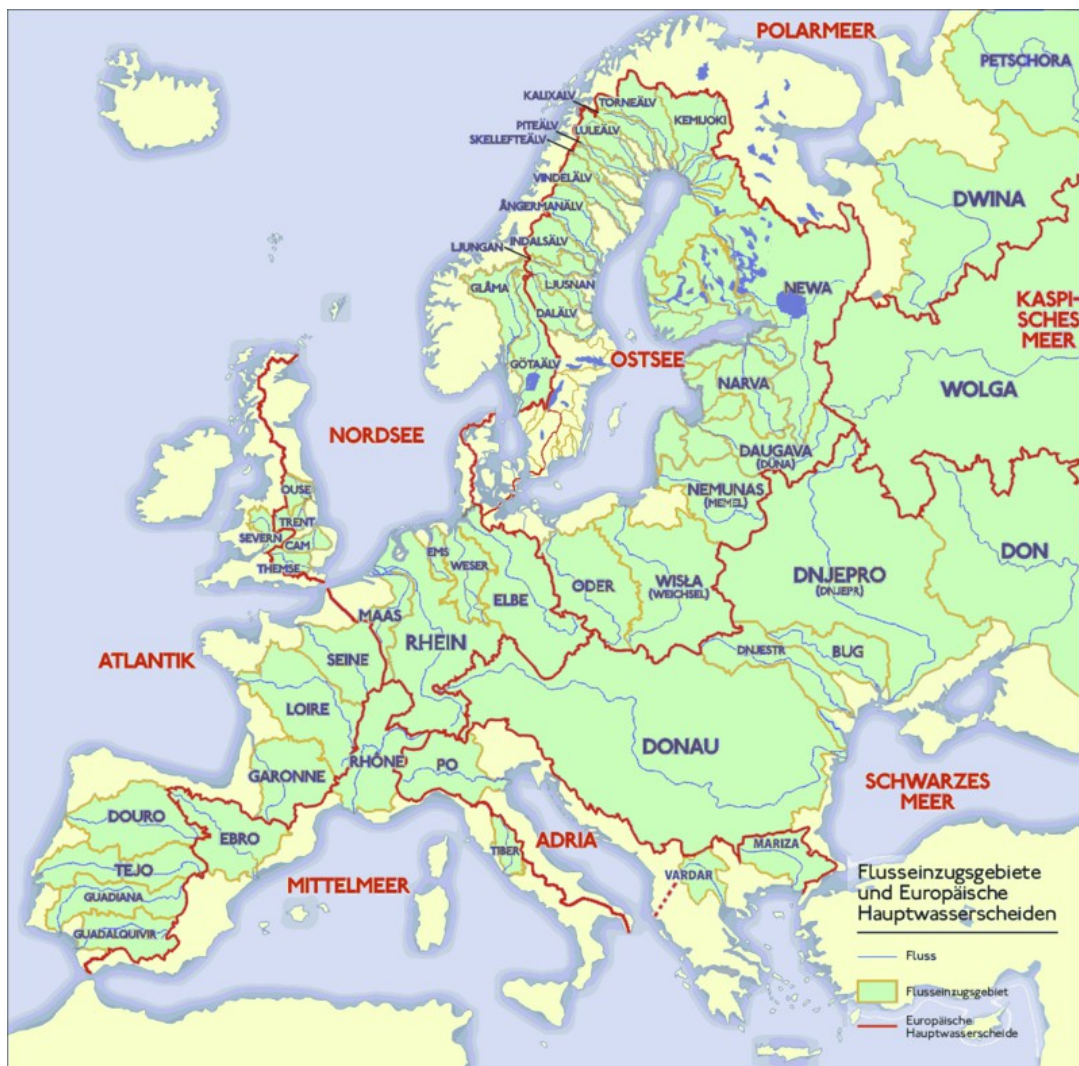 POLARMEER
PETSCHORA
KALIXALV
TORNEÄLV
KEMIJOKI
PITEÄLV
LULEÄLV
SKELLEFTEÄLV
VINDELÄLV
DWINA
ÅNGERMANÄLV
LJUNGAN
INDALSÄLV
GLÅMA
LJUSNAN
NEWA
DALÄLV
KASPI-
SCHES
MEER
GÖTAÄLV
OSTSEE
NARVA
WOLGA
NORDSEE
DAUGAVA
(DÜNA)
NEMUNAS
(MEMEL)
OUSE
TRENT
SEVERN
CAM
THEMSE
EMS
WESER
ELBE
ODER
WISŁA
(WEICHSEL)
DNJEPRO
(DNJEPR)
DON
MAAS
RHEIN
SEINE
DNJESTR
BUG
ATLANTIK
LOIRE
DONAU
RHÔNE
PO
GARONNE
SCHWARZES
MEER
DOURO
EBRO
ADRIA
TIBER
MARIZA
VARDAR
TEJO
MITTELMEER
GUADIANA
GUADALQUIVIR
Flusseinzugsgebiete
und Europäische
Hauptwasserscheiden
Fluss
Flusseinzugsgebiet
Europäische
Hauptwasserscheide